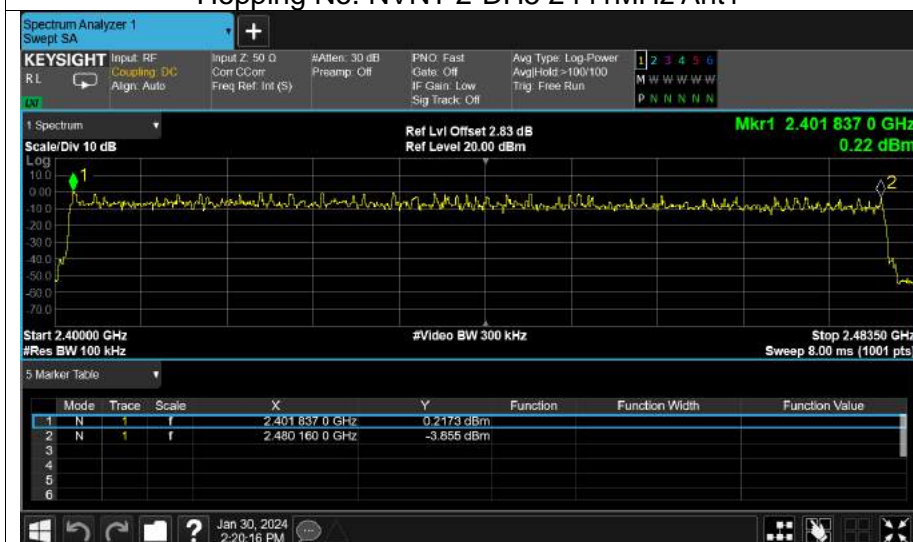 Hopping No. NVNT 2-DH5 2441MHz Ant1
Spectrum Analyzer 1
Swept SA
+
KEYSIGHT Input: RF Input Z: 50 Ω #Atten: 30 dB PNO: Fast Avg Type: Log-Power 1 2 3 4 5 6
RL Coupling: DC Corr CCorr Preamp: Off Gate: Off Avg|Hold:>100/100 M W W W W W
Align: Auto Freq Ref: Int (S) IF Gain: Low Trig: Free Run
Sig Track: Off P N N N N N
1 Spectrum
Ref Lvl Offset 2.83 dB Mkr1 2.401 837 0 GHz
Scale/Div 10 dB Ref Level 20.00 dBm 0.22 dBm
Log
10.0
0.00
-10.0
-20.0
-30.0
-40.0
-50.0
-60.0
-70.0
1
2
Start 2.40000 GHz #Video BW 300 kHz Stop 2.48350 GHz
#Res BW 100 kHz Sweep 8.00 ms (1001 pts)
5 Marker Table
Mode Trace Scale X Y Function Function Width Function Value
1 N 1 f 2.401 837 0 GHz 0.2173 dBm
2 N 1 f 2.480 160 0 GHz -3.855 dBm
3
4
5
6
? Jan 30, 2024
2:20:16 PM